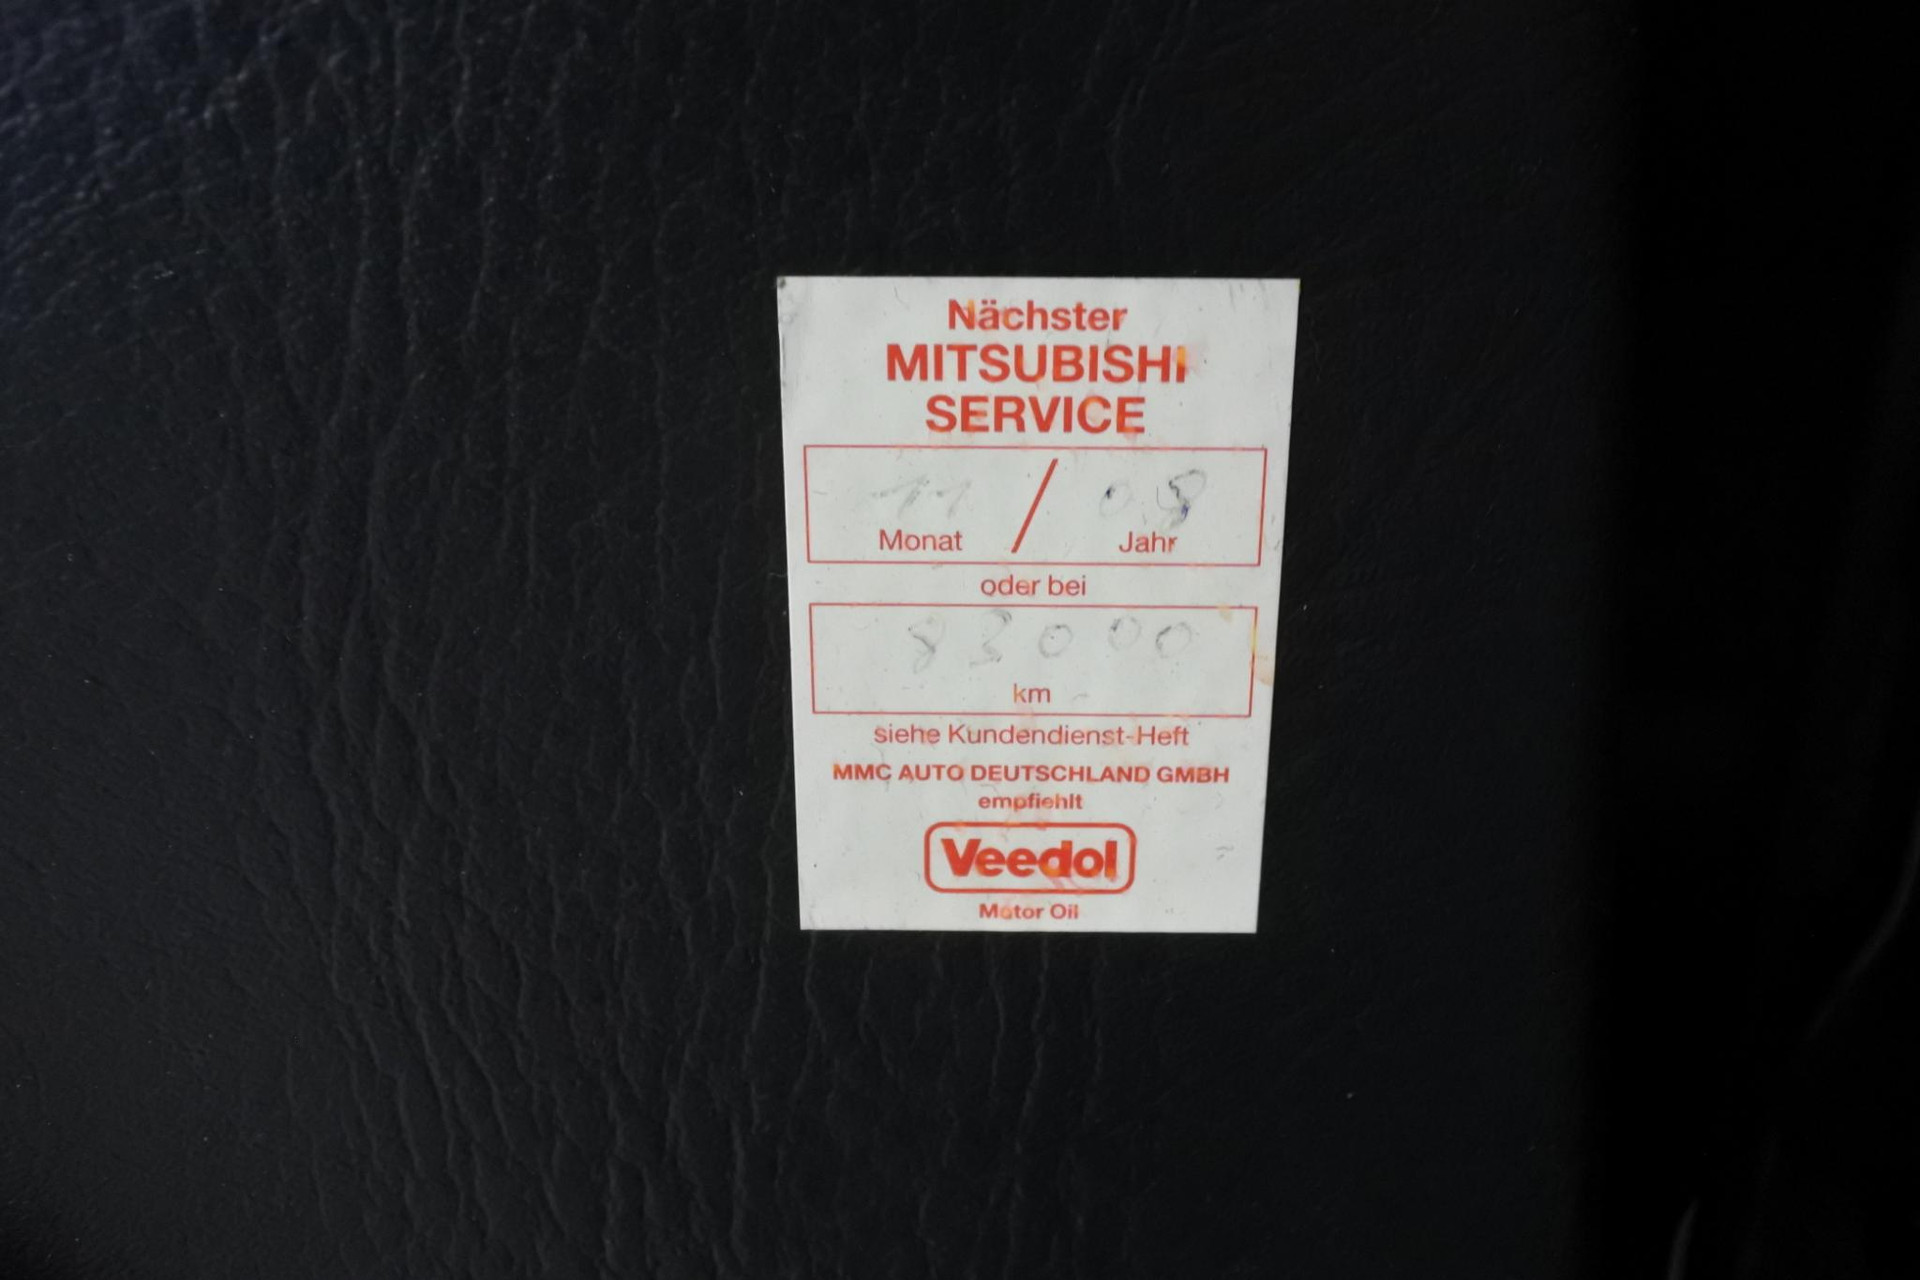 Nächster
MITSUBISHI
SERVICE
11 / 08
Monat Jahr
oder bei
83000
km
siehe Kundendienst-Heft
MMC AUTO DEUTSCHLAND GMBH
empfiehlt
Veedol
Motor Oil